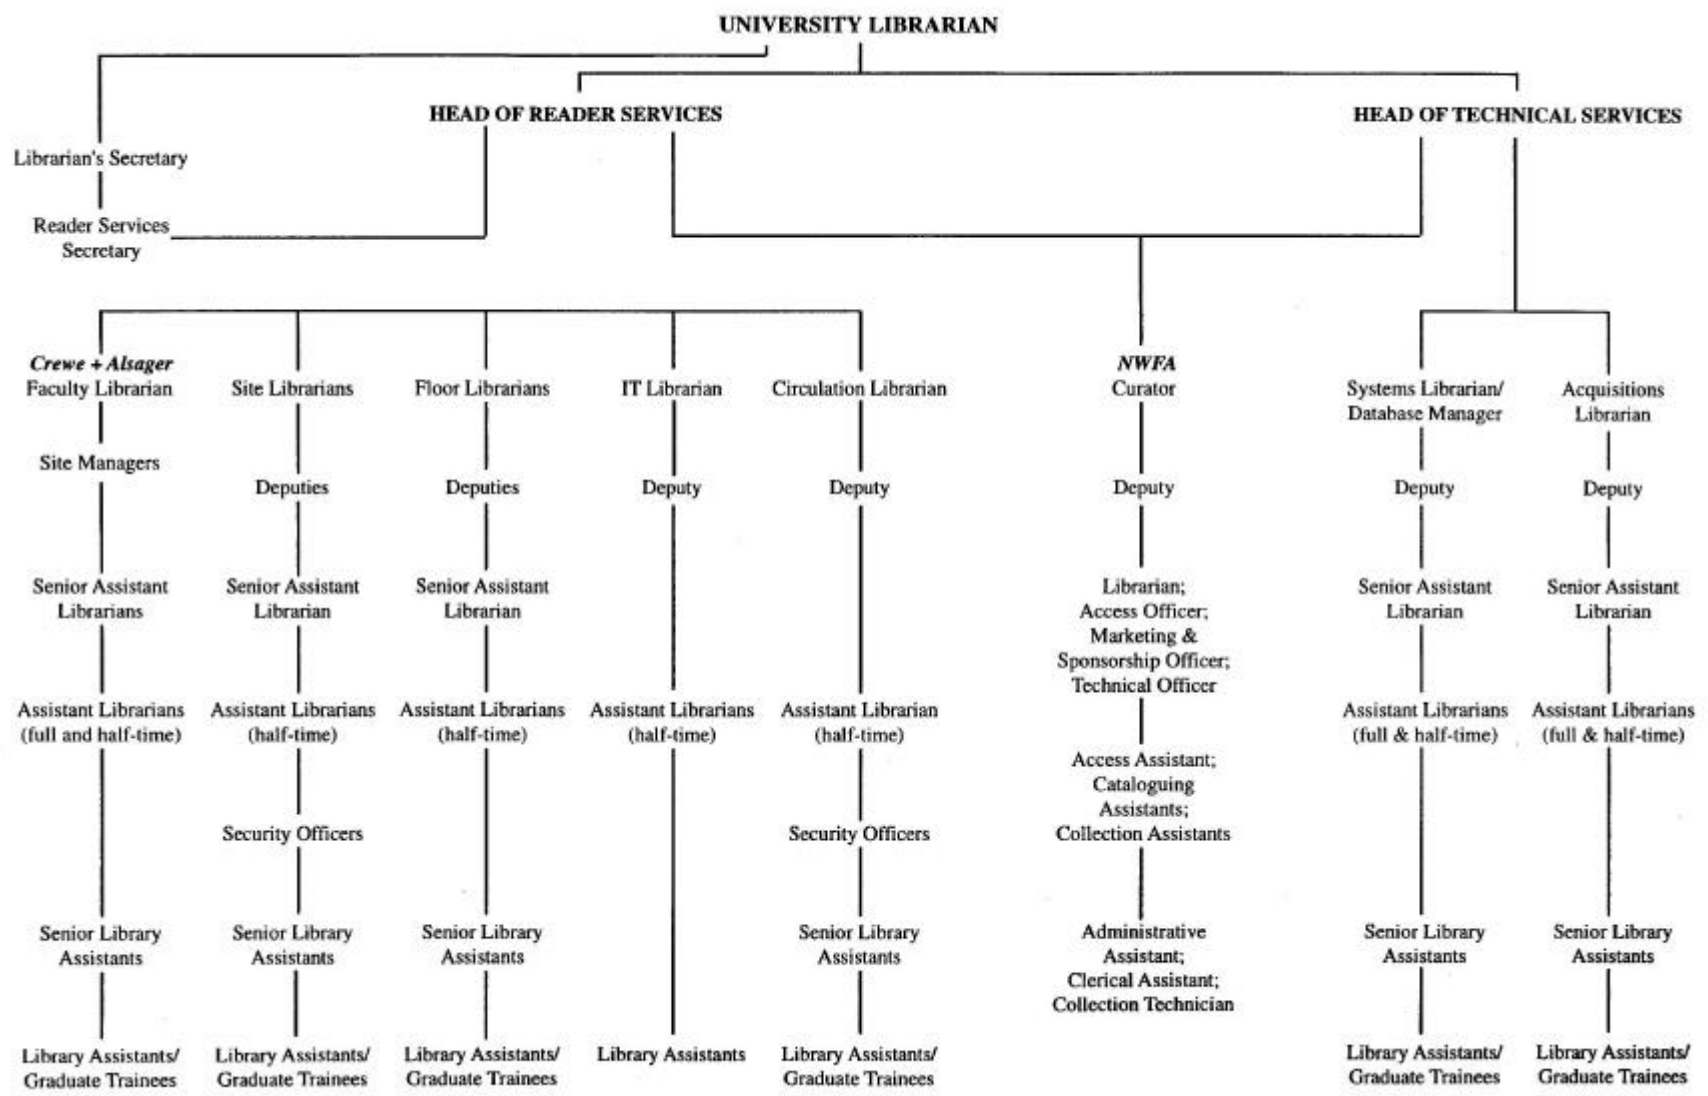 UNIVERSITY LIBRARIAN
HEAD OF READER SERVICES
HEAD OF TECHNICAL SERVICES
Librarian's Secretary
Reader Services
Secretary
Crewe + Alsager
Faculty Librarian
Site Managers
Senior Assistant
Librarians
Assistant Librarians
(full and half-time)
Senior Library
Assistants
Library Assistants/
Graduate Trainees
Site Librarians
Deputies
Senior Assistant
Librarian
Assistant Librarians
(half-time)
Security Officers
Senior Library
Assistants
Library Assistants/
Graduate Trainees
Floor Librarians
Deputies
Senior Assistant
Librarian
Assistant Librarians
(half-time)
Senior Library
Assistants
Library Assistants/
Graduate Trainees
IT Librarian
Deputy
Assistant Librarians
(half-time)
Library Assistants
Circulation Librarian
Deputy
Assistant Librarian
(half-time)
Security Officers
Senior Library
Assistants
Library Assistants/
Graduate Trainees
NWFA
Curator
Deputy
Librarian;
Access Officer;
Marketing &
Sponsorship Officer;
Technical Officer
Access Assistant;
Cataloguing
Assistants;
Collection Assistants
Administrative
Assistant;
Clerical Assistant;
Collection Technician
Systems Librarian/
Database Manager
Deputy
Senior Assistant
Librarian
Assistant Librarians
(full & half-time)
Senior Library
Assistants
Library Assistants/
Graduate Trainees
Acquisitions
Librarian
Deputy
Senior Assistant
Librarian
Assistant Librarians
(full & half-time)
Senior Library
Assistants
Library Assistants/
Graduate Trainees